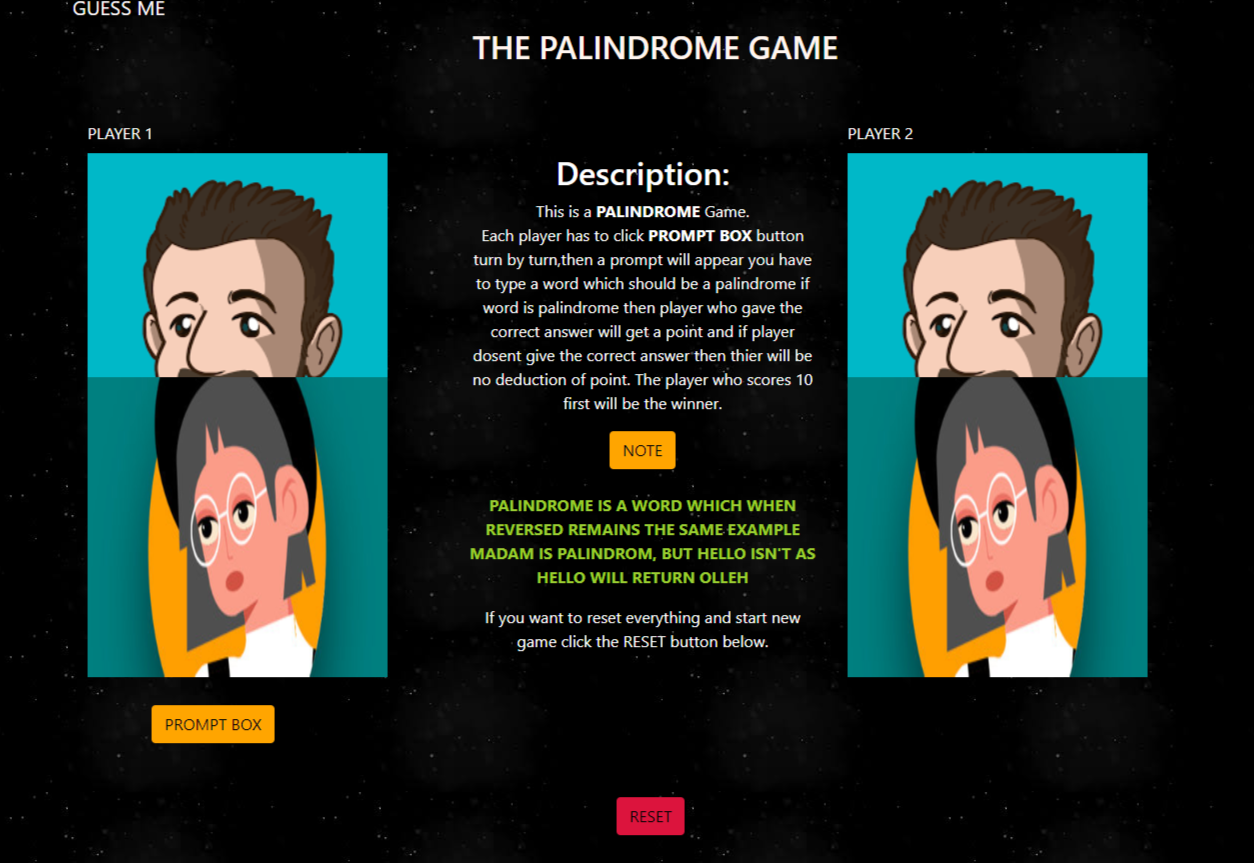 GUESS ME
THE PALINDROME GAME
PLAYER 1
PLAYER 2
Description:
This is a PALINDROME Game.
Each player has to click PROMPT BOX button
turn by turn,then a prompt will appear you have
to type a word which should be a palindrome if
word is palindrome then player who gave the
correct answer will get a point and if player
dosent give the correct answer then thier will be
no deduction of point. The player who scores 10
first will be the winner.
NOTE
PALINDROME IS A WORD WHICH WHEN
REVERSED REMAINS THE SAME EXAMPLE
MADAM IS PALINDROM, BUT HELLO ISN'T AS
HELLO WILL RETURN OLLEH
If you want to reset everything and start new
game click the RESET button below.
PROMPT BOX
RESET